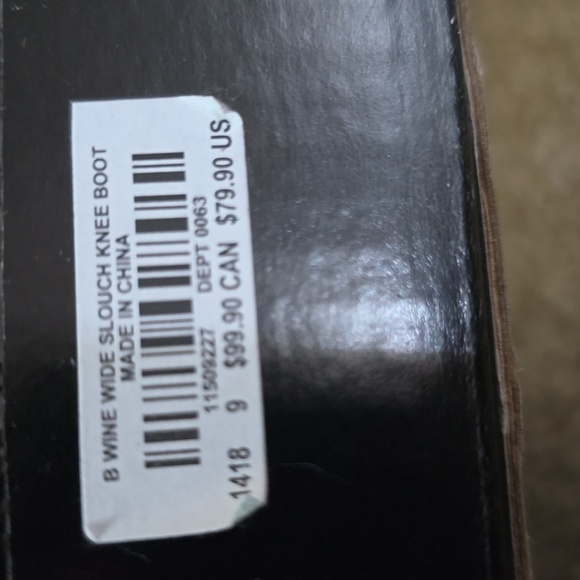 B WINE WIDE SLOUCH KNEE BOOT
MADE IN CHINA
11509227 DEPT 0063
1418 9 $99.90 CAN $79.90 US